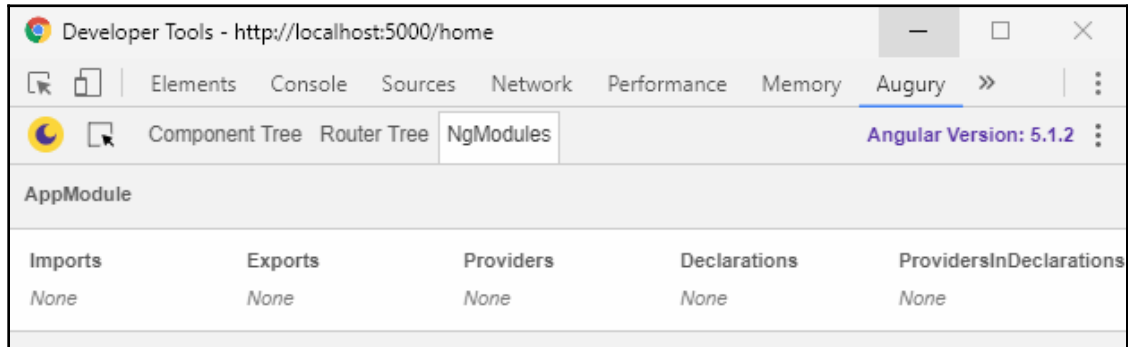 Developer Tools - http://localhost:5000/home
Elements Console Sources Network Performance Memory Augury »
Component Tree Router Tree NgModules Angular Version: 5.1.2
AppModule
Imports Exports Providers Declarations ProvidersInDeclarations
None None None None None